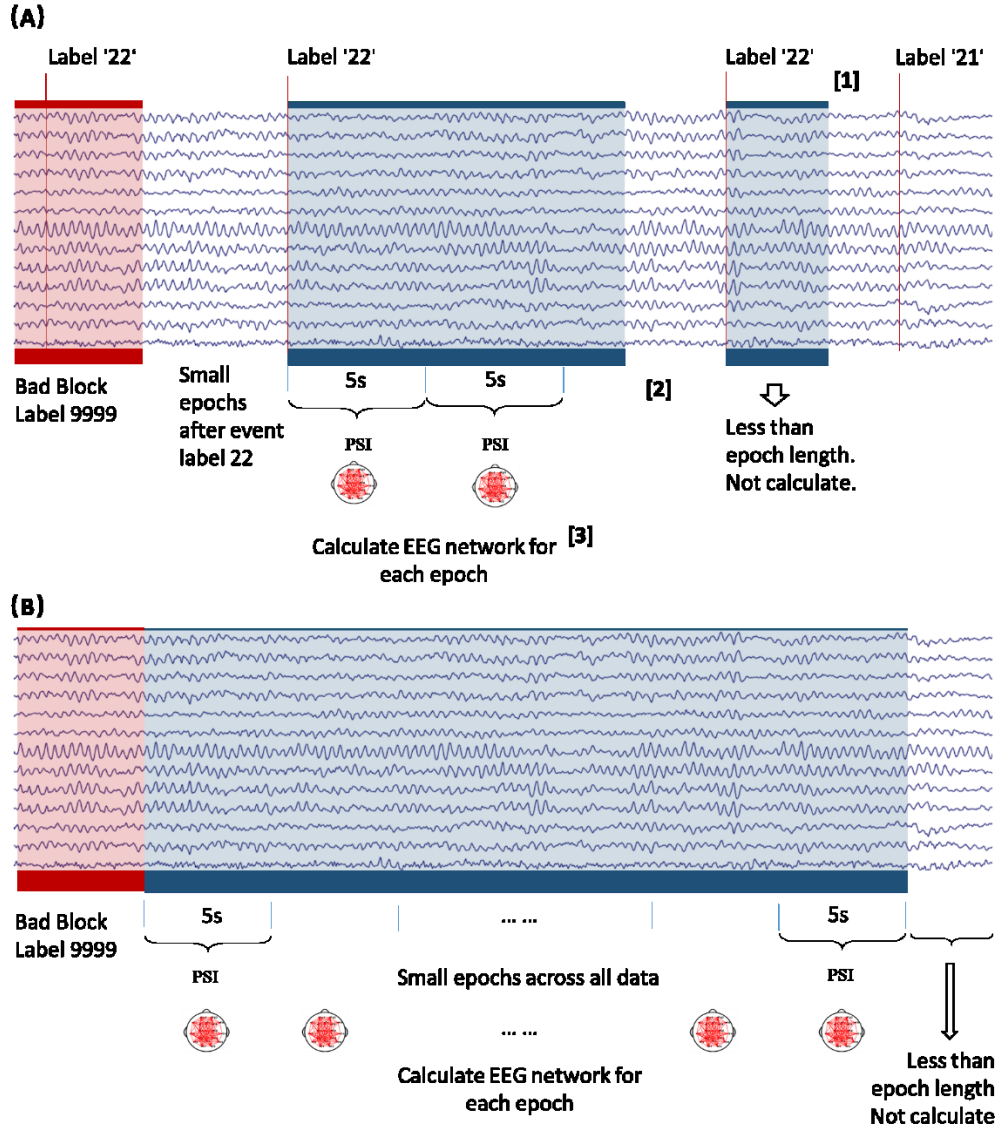 (A)
Label '22'
Label '22'
Label '22'
[1]
Label '21'
Bad Block
Label 9999
Small
epochs
after event
label 22
5s
5s
[2]
PSI
PSI
Less than
epoch length.
Not calculate.
Calculate EEG network for
each epoch
[3]
(B)
Bad Block
Label 9999
5s
... ...
5s
PSI
Small epochs across all data
PSI
... ...
Calculate EEG network for
each epoch
Less than
epoch length
Not calculate